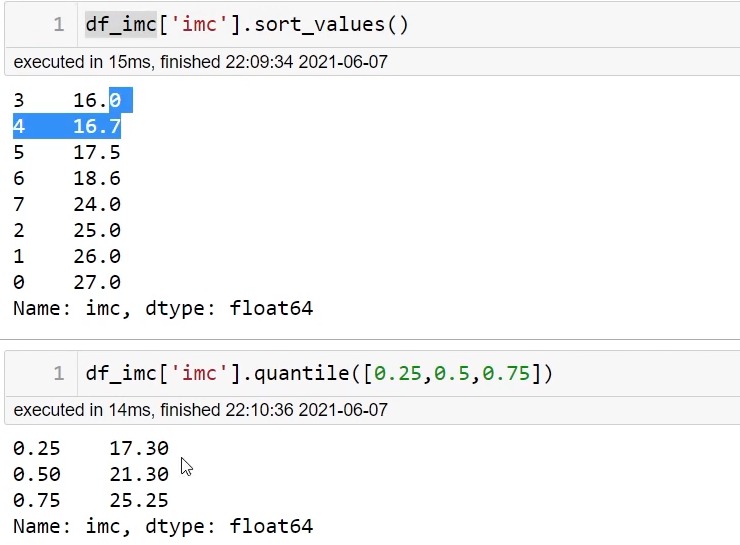 1 df_imc['imc'].sort_values()
executed in 15ms, finished 22:09:34 2021-06-07
3 16.0
4 16.7
5 17.5
6 18.6
7 24.0
2 25.0
1 26.0
0 27.0
Name: imc, dtype: float64
1 df_imc['imc'].quantile([0.25,0.5,0.75])
executed in 14ms, finished 22:10:36 2021-06-07
0.25 17.30
0.50 21.30
0.75 25.25
Name: imc, dtype: float64